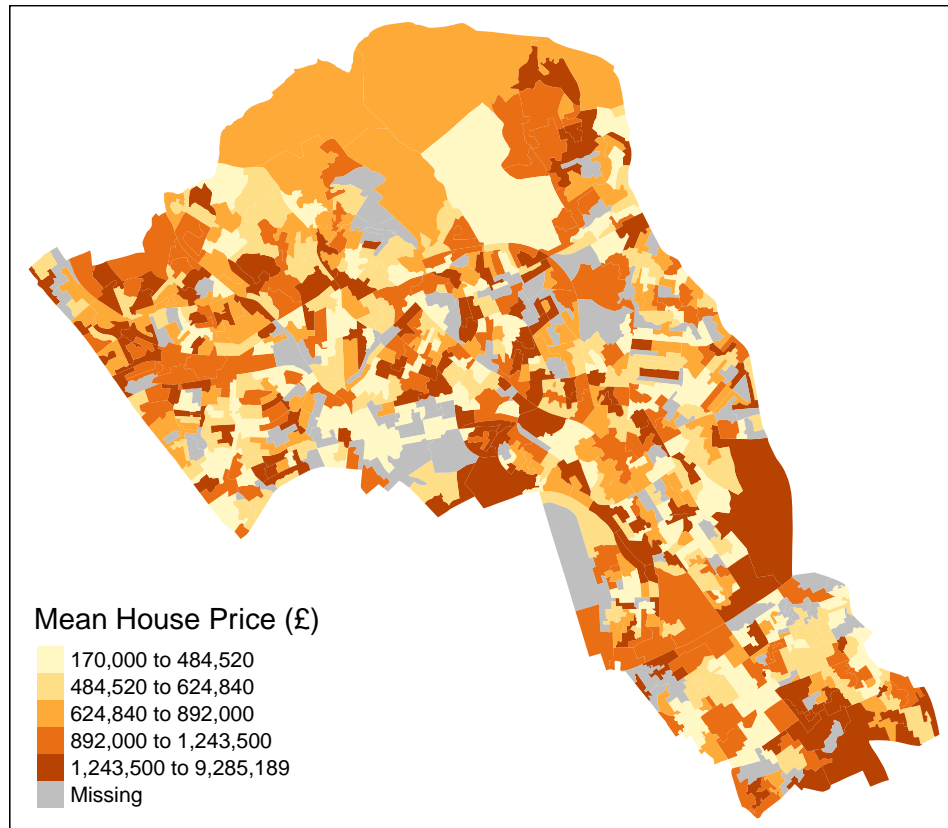 Mean House Price (£)
170,000 to 484,520
484,520 to 624,840
624,840 to 892,000
892,000 to 1,243,500
1,243,500 to 9,285,189
Missing